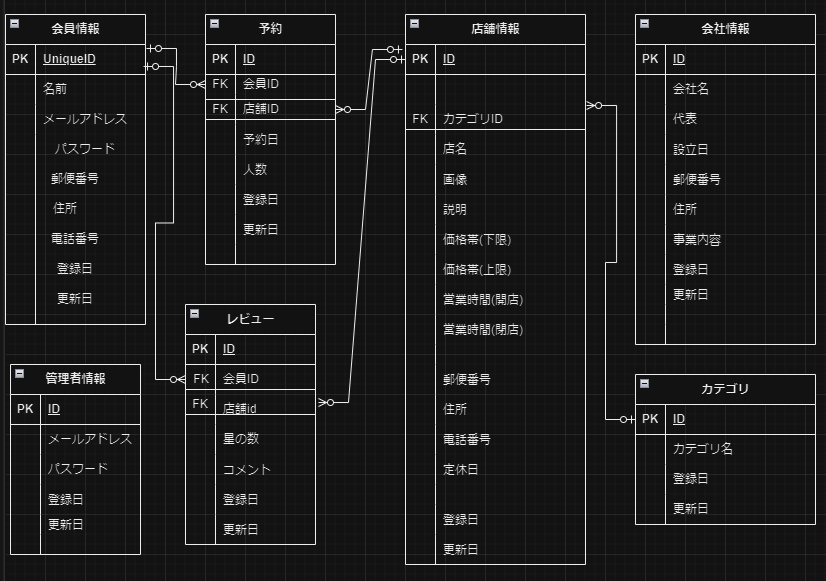 会員情報
PK UniqueID
名前
メールアドレス
パスワード
郵便番号
住所
電話番号
登録日
更新日
予約
PK ID
FK 会員ID
FK 店舗ID
予約日
人数
登録日
更新日
店舗情報
PK ID
FK カテゴリID
店名
画像
説明
価格帯(下限)
価格帯(上限)
営業時間(開店)
営業時間(閉店)
郵便番号
住所
電話番号
定休日
登録日
更新日
会社情報
PK ID
会社名
代表
設立日
郵便番号
住所
事業内容
登録日
更新日
管理者情報
PK ID
メールアドレス
パスワード
登録日
更新日
レビュー
PK ID
FK 会員ID
FK 店舗id
星の数
コメント
登録日
更新日
カテゴリ
PK ID
カテゴリ名
登録日
更新日